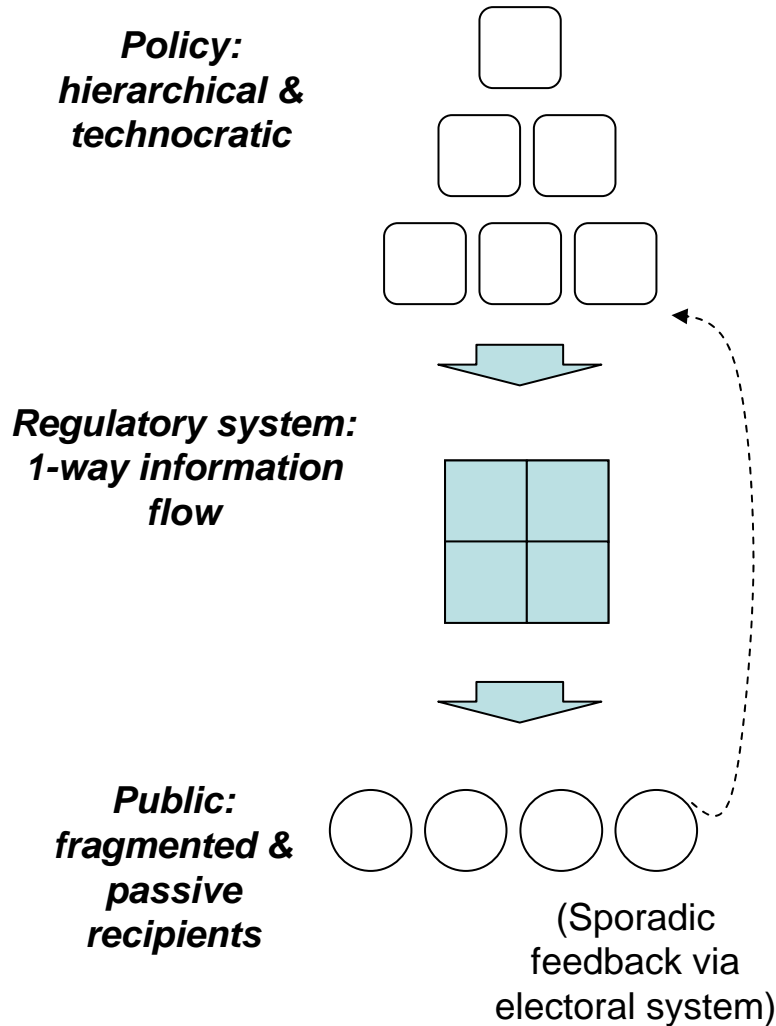 Policy:
hierarchical &
technocratic
Regulatory system:
1-way information
flow
Public:
fragmented &
passive
recipients
(Sporadic
feedback via
electoral system)